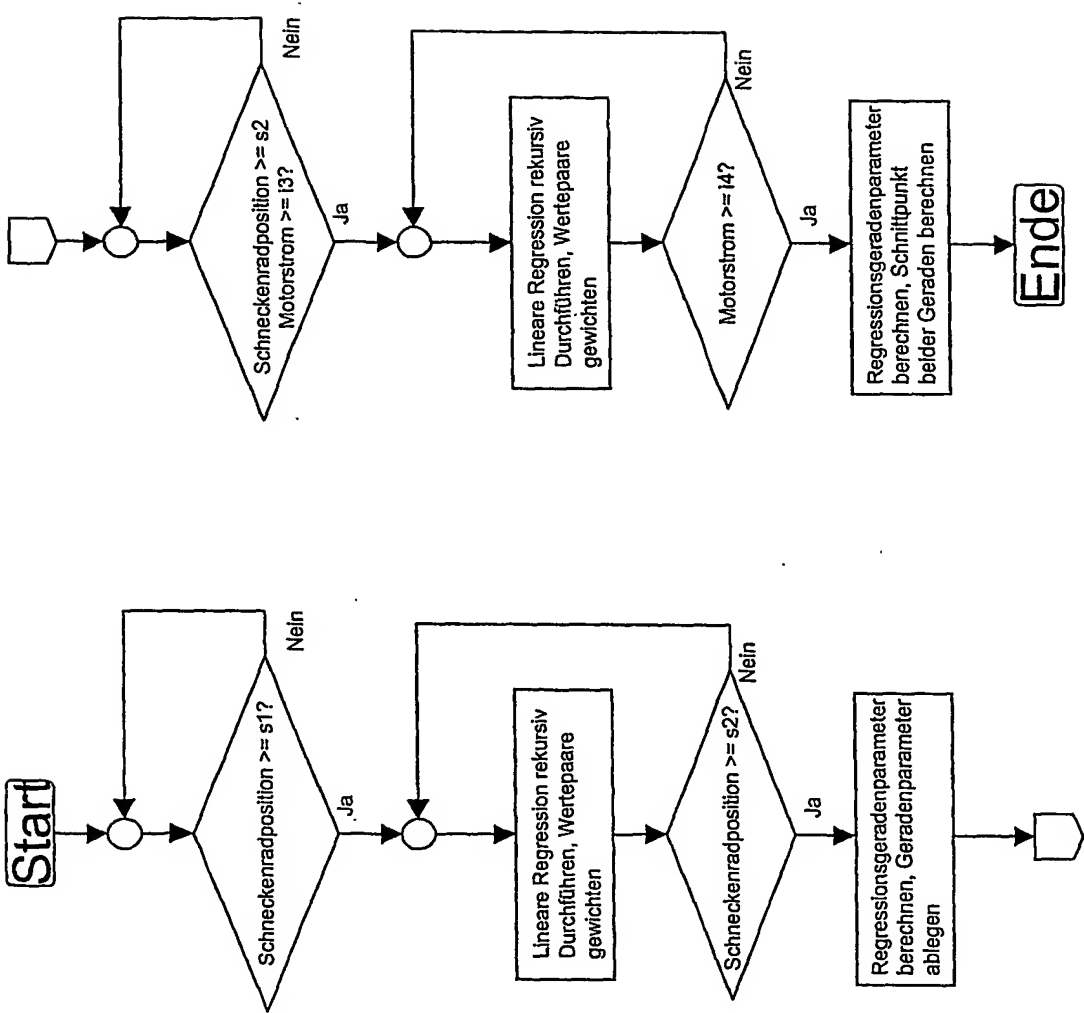 Start
Schneckenradposition >= s1?
Nein
Ja
Lineare Regression rekursiv
Durchführen, Wertepaare
gewichten
Schneckenradposition >= s2?
Nein
Ja
Regressionsgeradenparameter
berechnen, Geradenparameter
ablegen
Schneckenradposition >= s2
Motorstrom >= i3?
Nein
Ja
Lineare Regression rekursiv
Durchführen, Wertepaare
gewichten
Motorstrom >= i4?
Nein
Ja
Regressionsgeradenparameter
berechnen, Schnittpunkt
beider Geraden berechnen
Ende